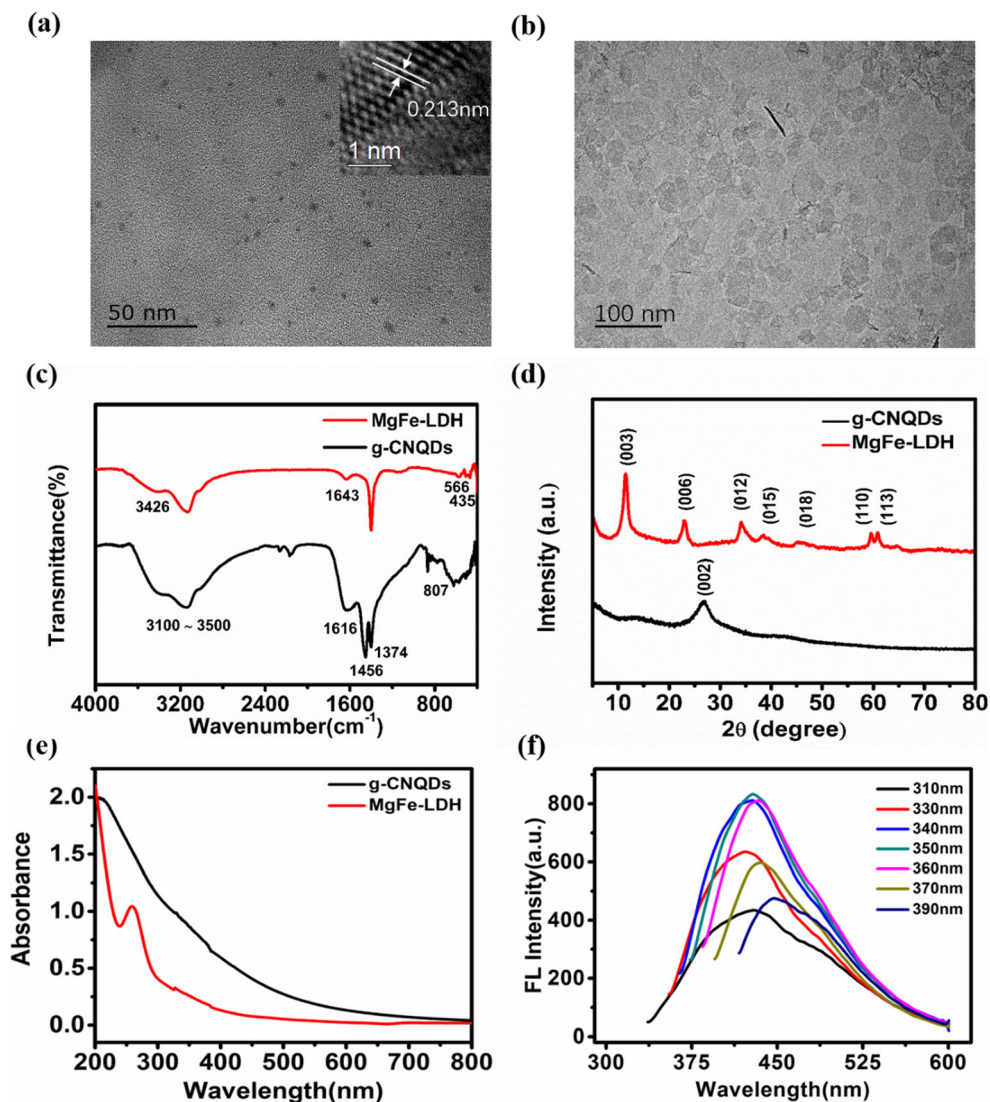 (a)
0.213nm
1 nm
50 nm
(b)
100 nm
(c)
Transmittance(%)
MgFe-LDH
g-CNQDs
3426
1643
566
435
3100 ~ 3500
1616
1456
1374
807
4000 3200 2400 1600 800
Wavenumber(cm⁻¹)
(d)
Intensity (a.u.)
g-CNQDs
MgFe-LDH
(003)
(006)
(012)
(015)
(018)
(110)
(113)
(002)
10 20 30 40 50 60 70 80
2θ (degree)
(e)
Absorbance
g-CNQDs
MgFe-LDH
2.0
1.5
1.0
0.5
0.0
200 300 400 500 600 700 800
Wavelength(nm)
(f)
FL Intensity(a.u.)
800
600
400
200
0
310nm
330nm
340nm
350nm
360nm
370nm
390nm
300 375 450 525 600
Wavelength(nm)